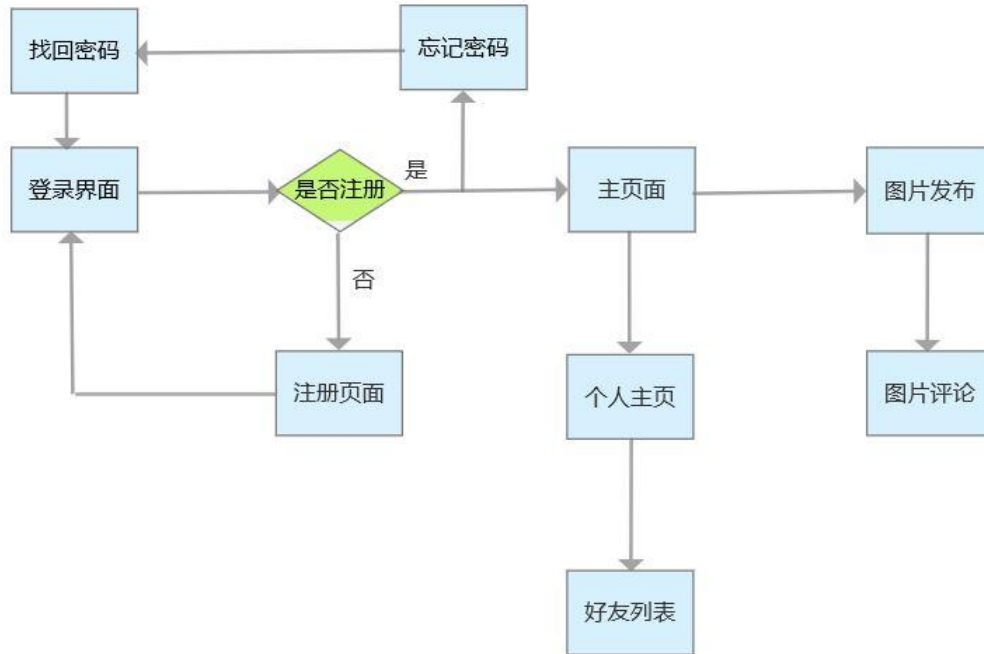 找回密码
忘记密码
登录界面
是否注册
是
主页面
图片发布
否
注册页面
个人主页
图片评论
好友列表